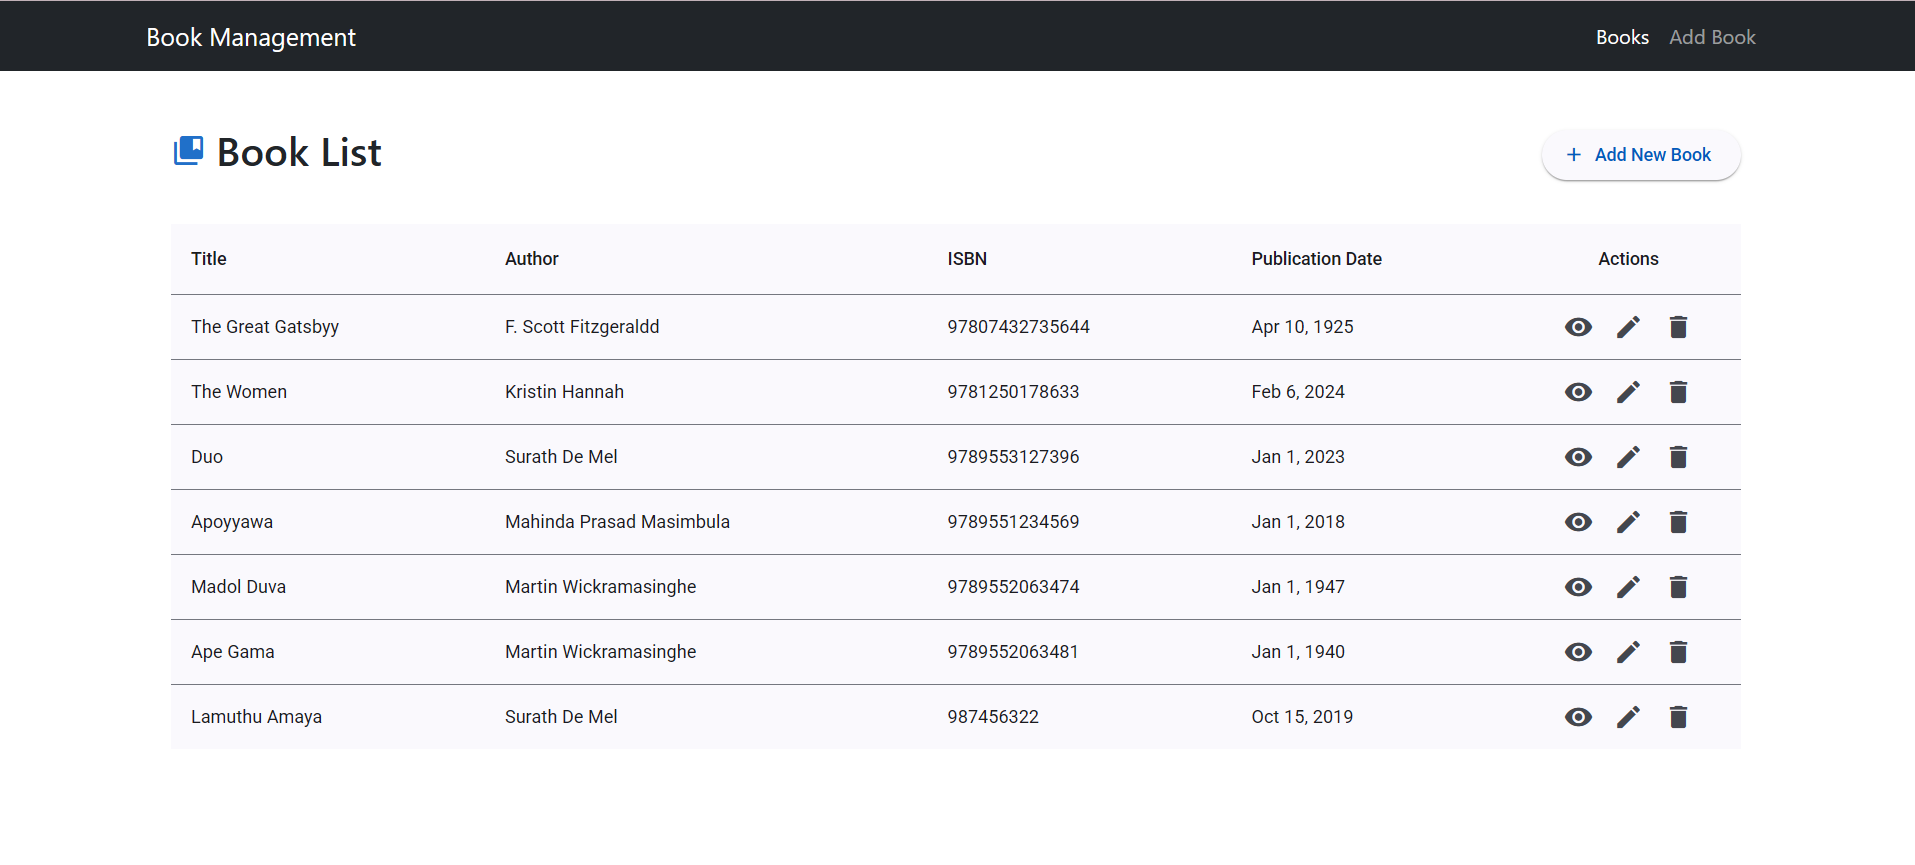 Book Management Books Add Book
Book List + Add New Book
Title Author ISBN Publication Date Actions
The Great Gatsbyy F. Scott Fitzgeraldd 97807432735644 Apr 10, 1925
The Women Kristin Hannah 9781250178633 Feb 6, 2024
Duo Surath De Mel 9789553127396 Jan 1, 2023
Apoyyawa Mahinda Prasad Masimbula 9789551234569 Jan 1, 2018
Madol Duva Martin Wickramasinghe 9789552063474 Jan 1, 1947
Ape Gama Martin Wickramasinghe 9789552063481 Jan 1, 1940
Lamuthu Amaya Surath De Mel 987456322 Oct 15, 2019